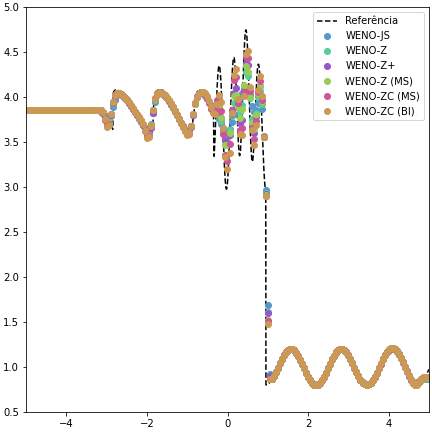 5.0
4.5
4.0
3.5
3.0
2.5
2.0
1.5
1.0
0.5
−4
−2
0
2
4
Referência
WENO-JS
WENO-Z
WENO-Z+
WENO-Z (MS)
WENO-ZC (MS)
WENO-ZC (BI)